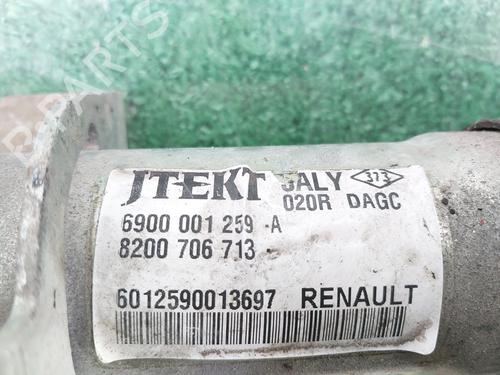 JTEKT JALY 373
020R DAGC
6900 001 259 -A
8200 706 713
6012590013697 RENAULT
B-PARTS